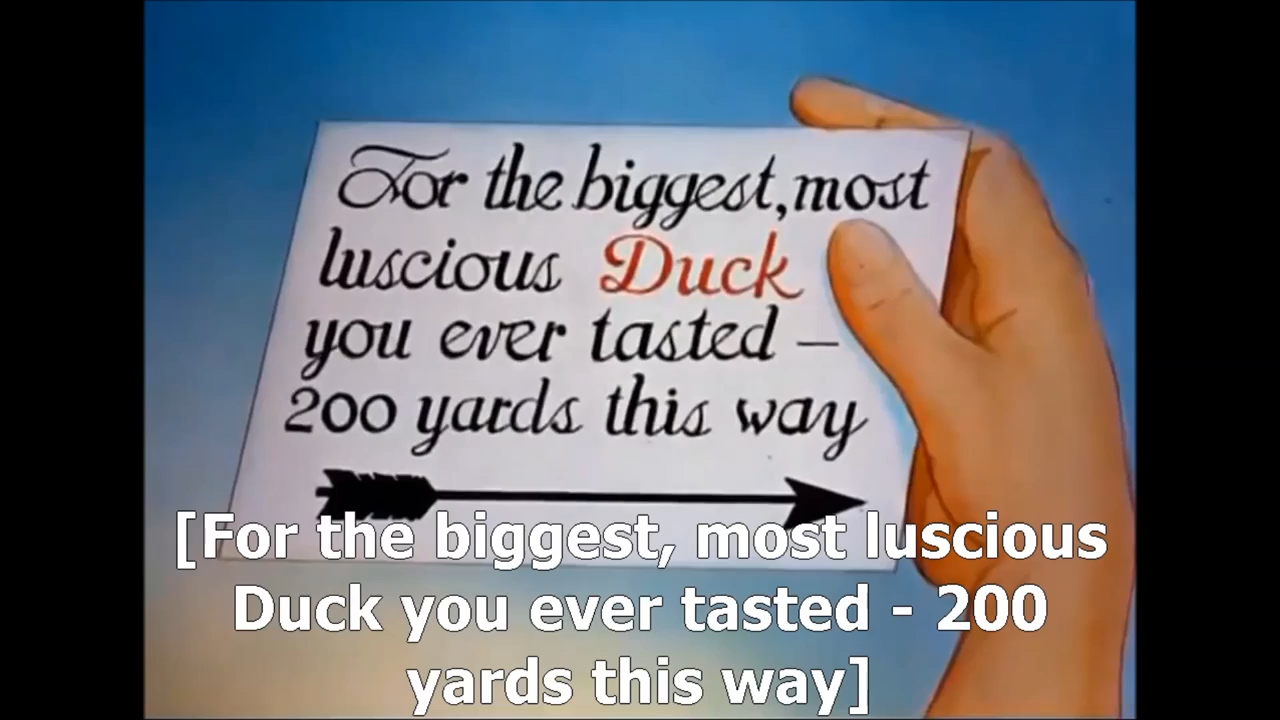 For the biggest, most
luscious Duck
you ever tasted —
200 yards this way
[For the biggest, most luscious
Duck you ever tasted - 200
yards this way]